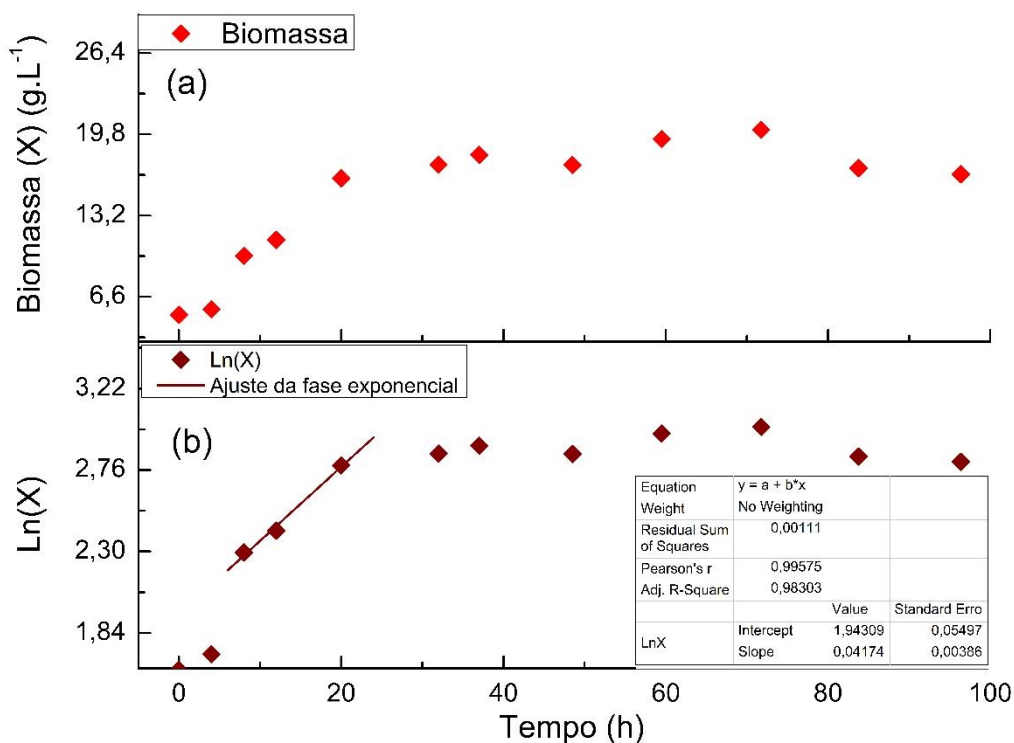 Biomassa
(a)
Biomassa (X) (g.L⁻¹)
26,4
19,8
13,2
6,6
Ln(X)
Ajuste da fase exponencial
(b)
Ln(X)
3,22
2,76
2,30
1,84
Equation y = a + b*x
Weight No Weighting
Residual Sum
of Squares 0,00111
Pearson's r 0,99575
Adj. R-Square 0,98303
Value Standard Erro
LnX
Intercept 1,94309 0,05497
Slope 0,04174 0,00386
0 20 40 60 80 100
Tempo (h)